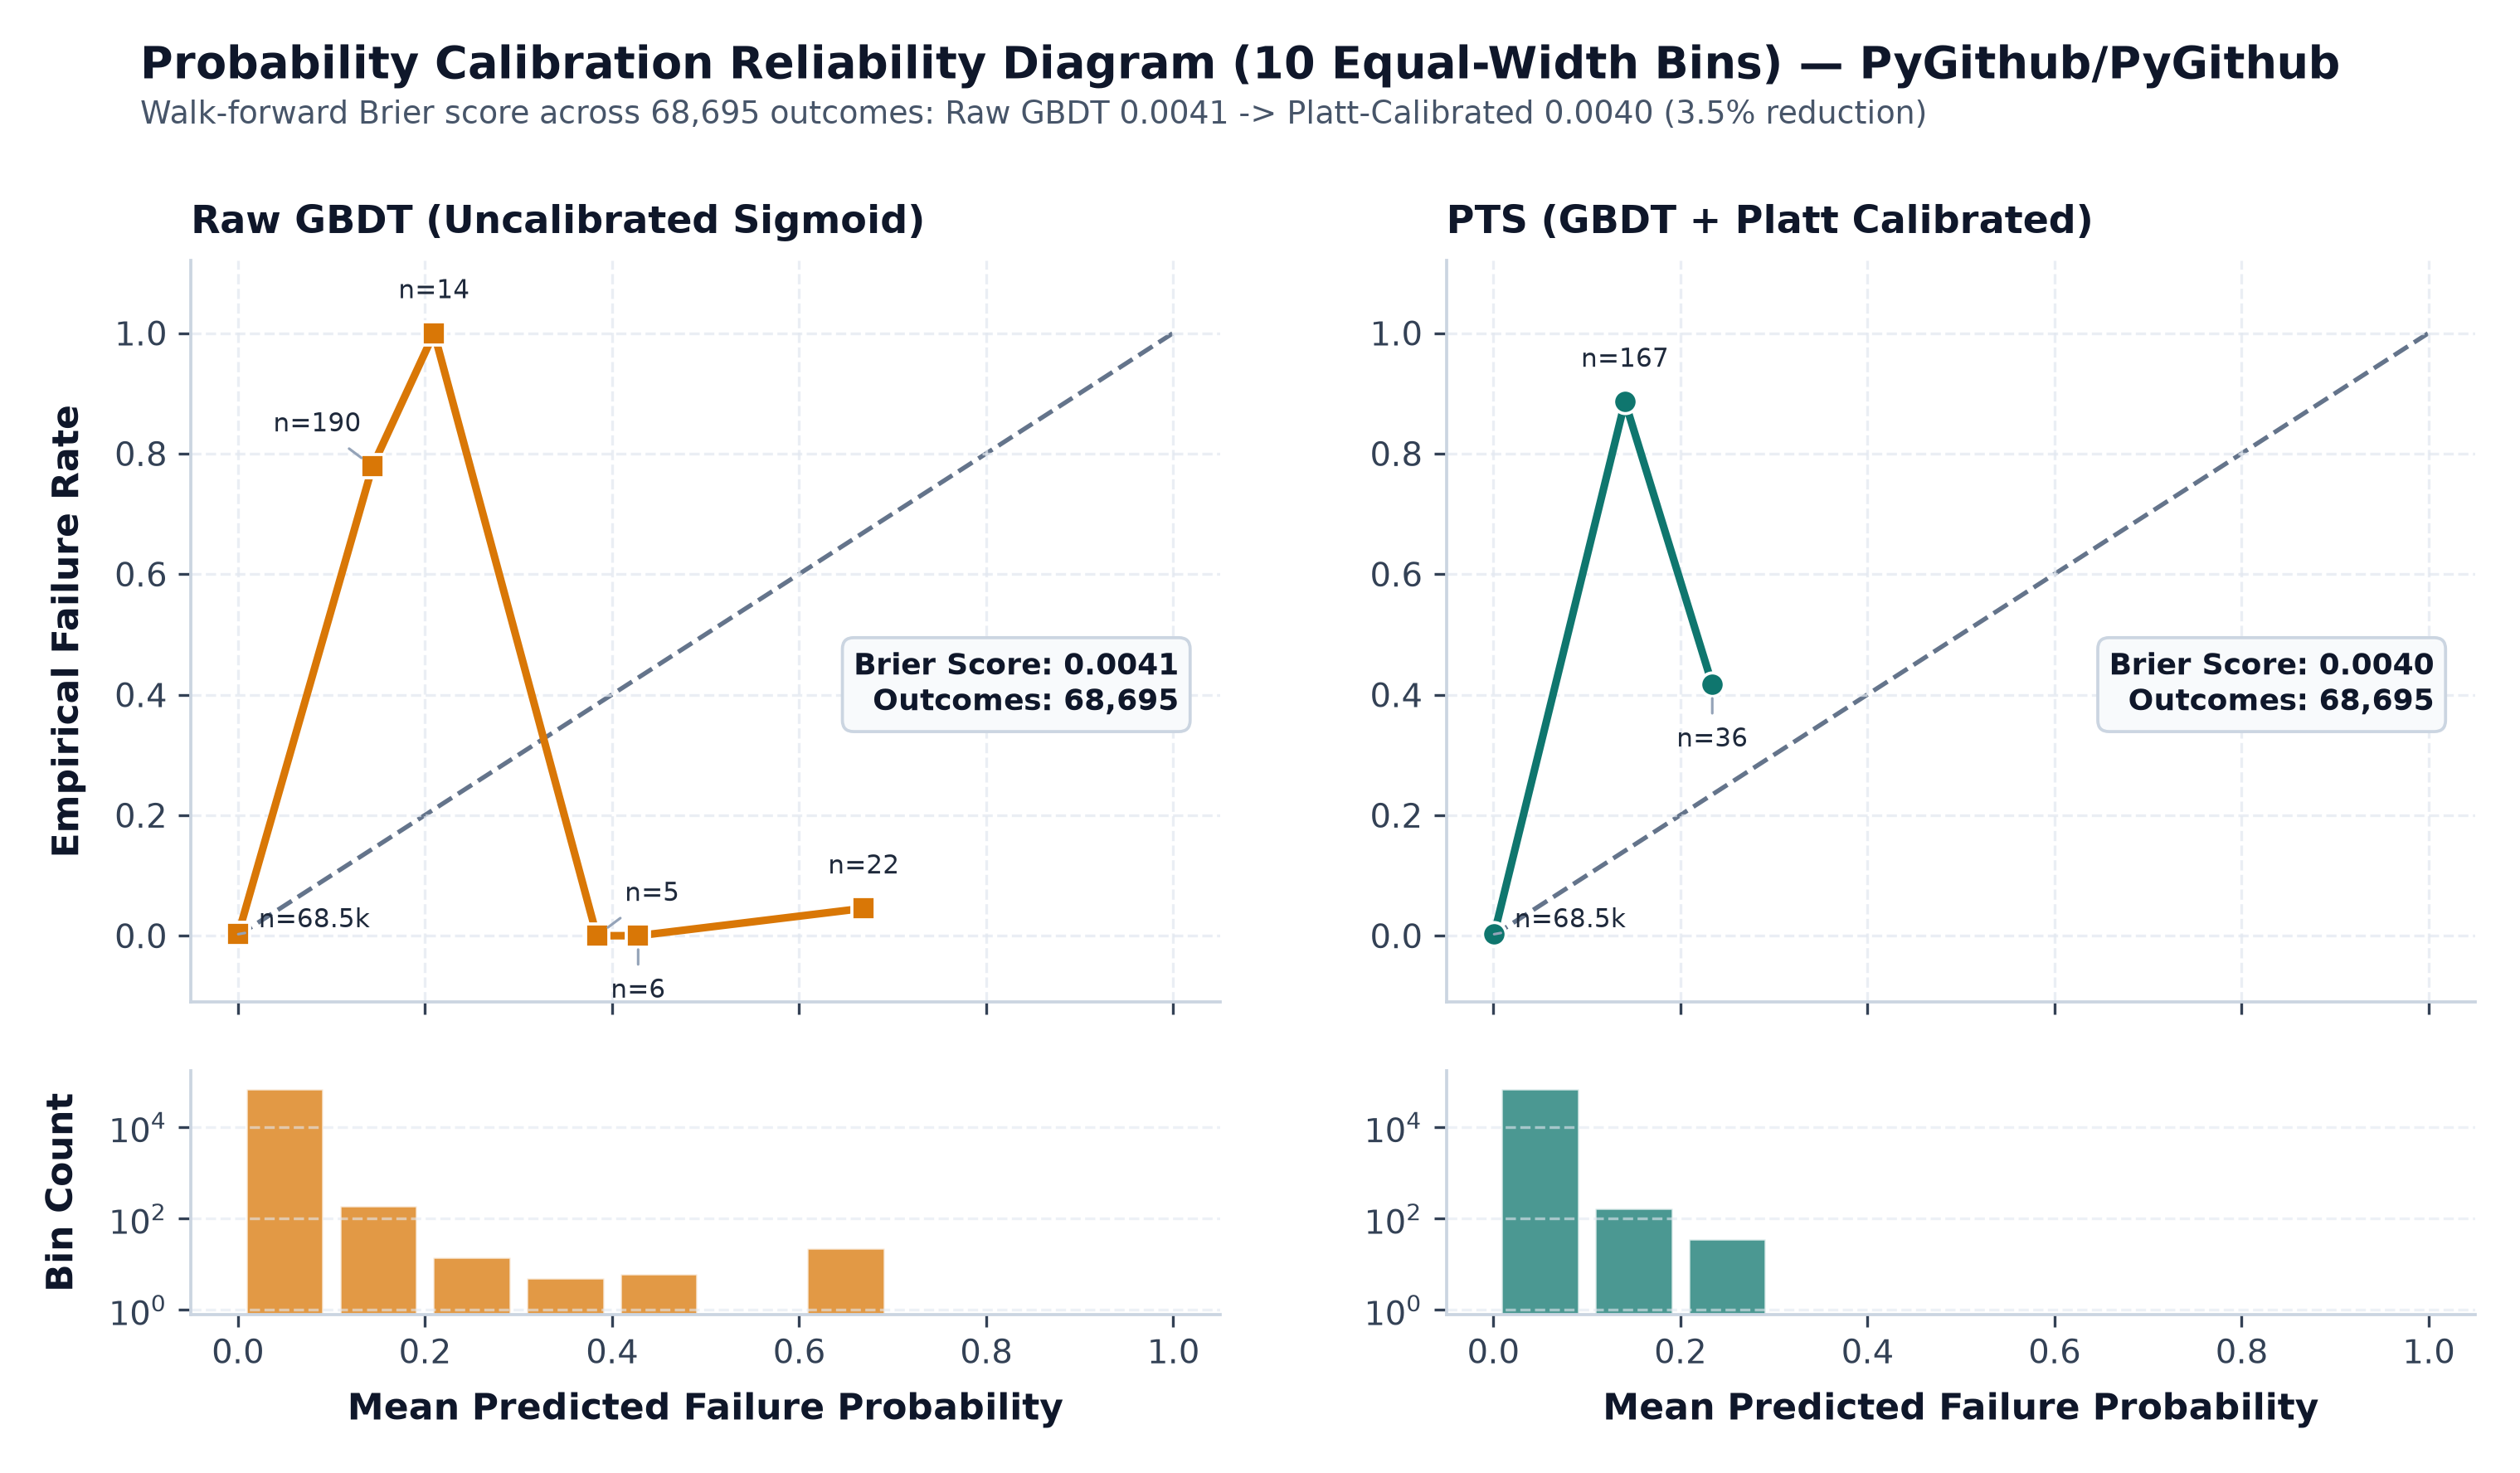 Probability Calibration Reliability Diagram (10 Equal-Width Bins) — PyGithub/PyGithub
Walk-forward Brier score across 68,695 outcomes: Raw GBDT 0.0041 -> Platt-Calibrated 0.0040 (3.5% reduction)
Raw GBDT (Uncalibrated Sigmoid)
Empirical Failure Rate
1.0
0.8
0.6
0.4
0.2
0.0
n=14
n=190
n=68.5k
n=5
n=6
n=22
Brier Score: 0.0041
Outcomes: 68,695
PTS (GBDT + Platt Calibrated)
1.0
0.8
0.6
0.4
0.2
0.0
n=167
n=36
n=68.5k
Brier Score: 0.0040
Outcomes: 68,695
Bin Count
10⁴
10²
10⁰
0.0 0.2 0.4 0.6 0.8 1.0
Mean Predicted Failure Probability
10⁴
10²
10⁰
0.0 0.2 0.4 0.6 0.8 1.0
Mean Predicted Failure Probability